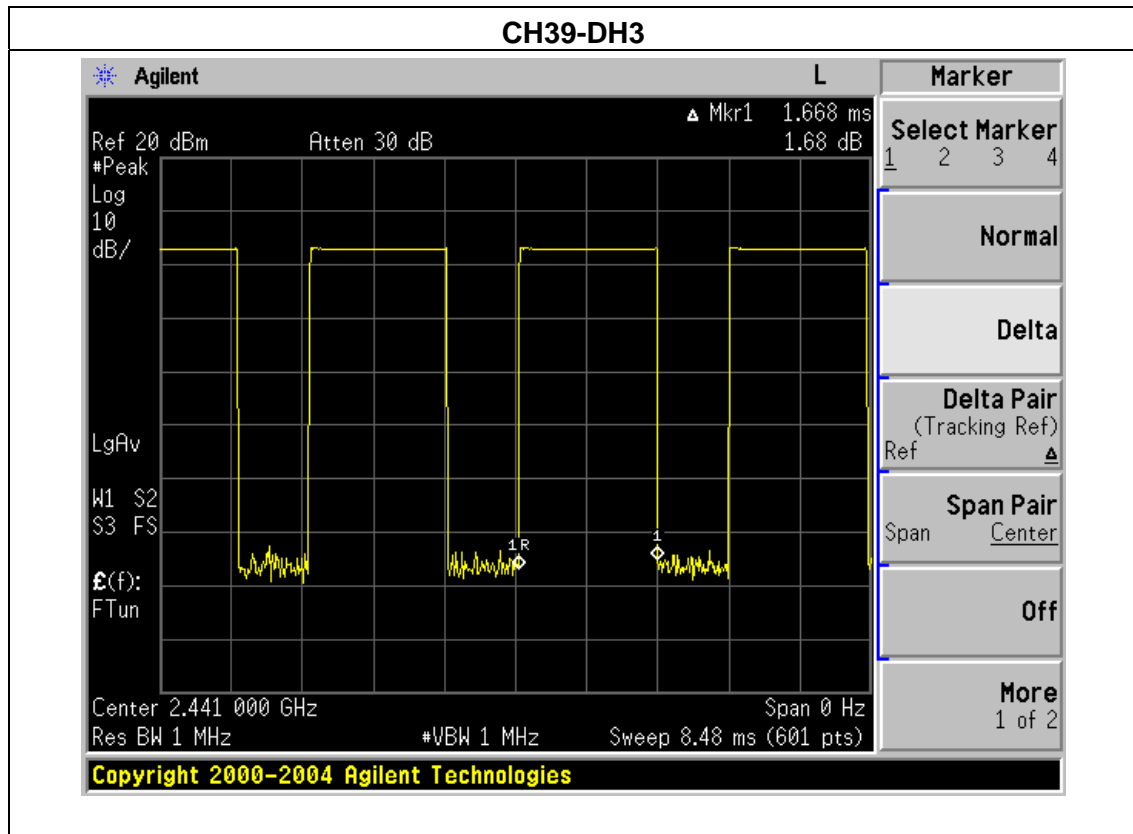 CH39-DH3
Agilent
L
Marker
Δ Mkr1 1.668 ms
Ref 20 dBm Atten 30 dB 1.68 dB
#Peak
Log
10
dB/
LgAv
W1 S2
S3 FS
£(f):
FTun
1R
1
Center 2.441 000 GHz Span 0 Hz
Res BW 1 MHz #VBW 1 MHz Sweep 8.48 ms (601 pts)
Copyright 2000-2004 Agilent Technologies
Select Marker
1 2 3 4
Normal
Delta
Delta Pair
(Tracking Ref)
Ref Δ
Span Pair
Span Center
Off
More
1 of 2